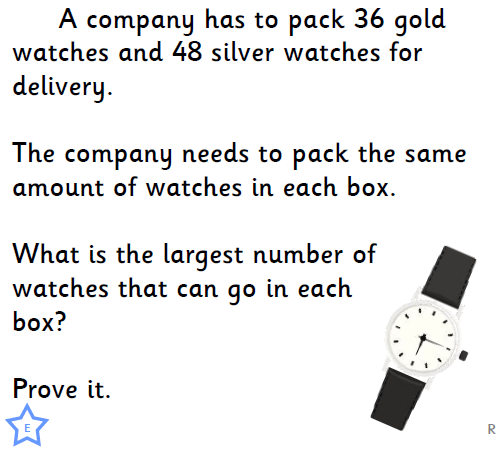 A company has to pack 36 gold
watches and 48 silver watches for
delivery.
The company needs to pack the same
amount of watches in each box.
What is the largest number of
watches that can go in each
box?
Prove it.
E
R